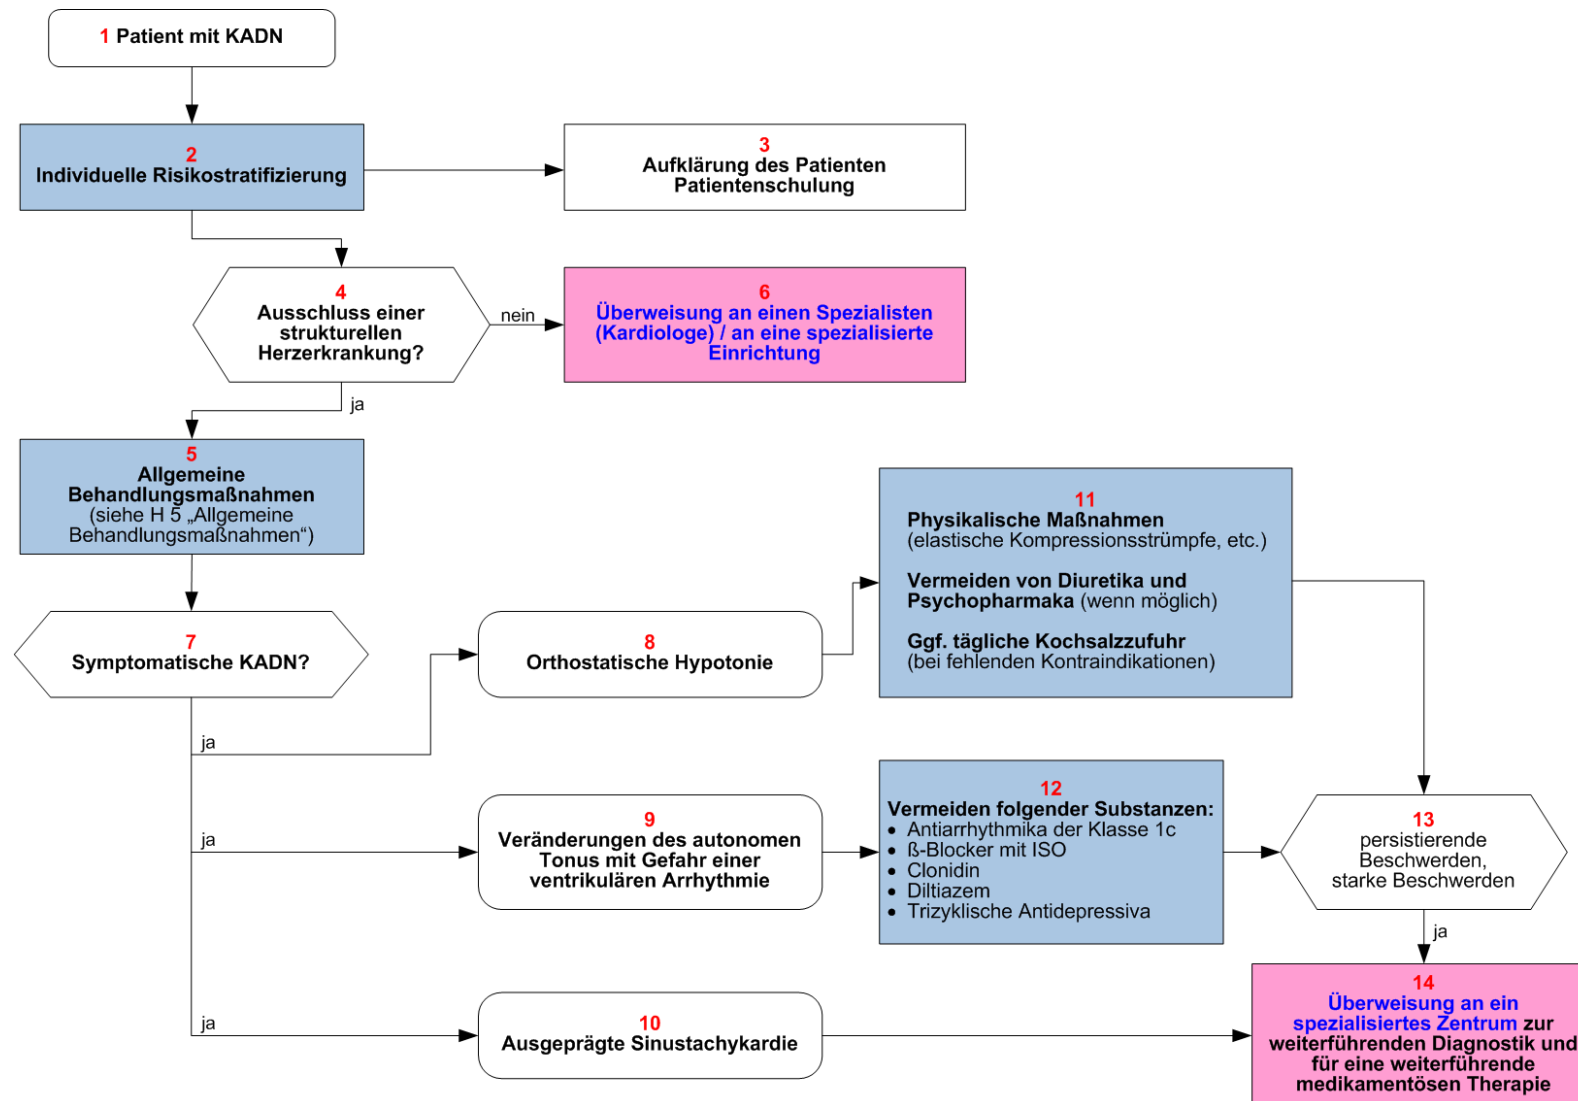 1 Patient mit KADN
2
Individuelle Risikostratifizierung
3
Aufklärung des Patienten
Patientenschulung
4
Ausschluss einer
strukturellen
Herzerkrankung?
nein
6
Überweisung an einen Spezialisten
(Kardiologe) / an eine spezialisierte
Einrichtung
ja
5
Allgemeine
Behandlungsmaßnahmen
(siehe H 5 „Allgemeine
Behandlungsmaßnahmen“)
7
Symptomatische KADN?
ja
8
Orthostatische Hypotonie
11
Physikalische Maßnahmen
(elastische Kompressionsstrümpfe, etc.)
Vermeiden von Diuretika und
Psychopharmaka (wenn möglich)
Ggf. tägliche Kochsalzzufuhr
(bei fehlenden Kontraindikationen)
ja
9
Veränderungen des autonomen
Tonus mit Gefahr einer
ventrikulären Arrhythmie
12
Vermeiden folgender Substanzen:
• Antiarrhythmika der Klasse 1c
• ß-Blocker mit ISO
• Clonidin
• Diltiazem
• Trizyklische Antidepressiva
13
persistierende
Beschwerden,
starke Beschwerden
ja
ja
10
Ausgeprägte Sinustachykardie
14
Überweisung an ein
spezialisiertes Zentrum zur
weiterführenden Diagnostik und
für eine weiterführende
medikamentösen Therapie